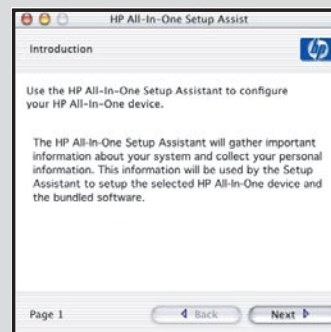 HP All-In-One Setup Assist
Introduction
hp
Use the HP All-In-One Setup Assistant to configure
your HP All-In-One device.
The HP All-In-One Setup Assistant will gather important
information about your system and collect your personal
information. This information will be used by the Setup
Assistant to setup the selected HP All-In-One device and
the bundled software.
Page 1
Back
Next